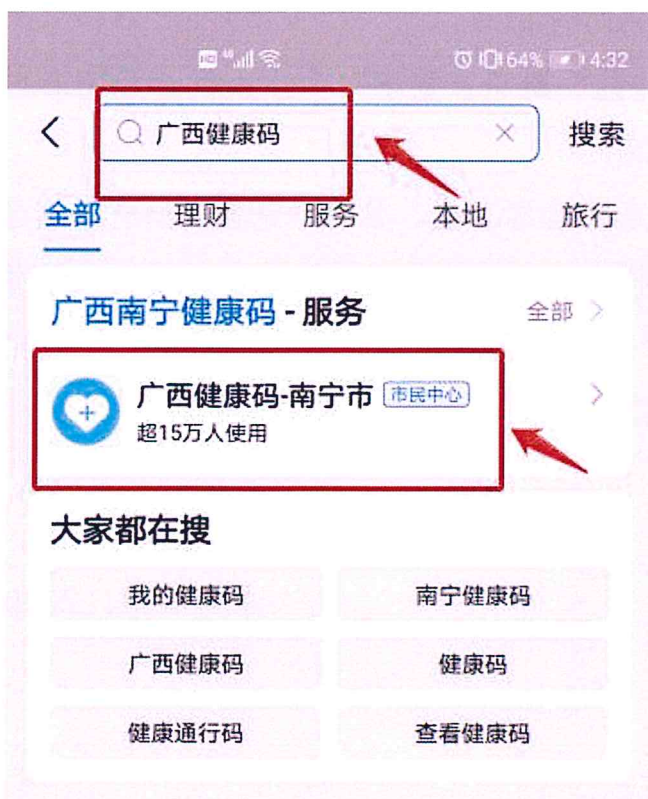 HD 46 64% 4:32
广西健康码 × 搜索
全部 理财 服务 本地 旅行
广西南宁健康码 - 服务 全部 >
广西健康码-南宁市 市民中心 >
超15万人使用
大家都在搜
我的健康码 南宁健康码
广西健康码 健康码
健康通行码 查看健康码